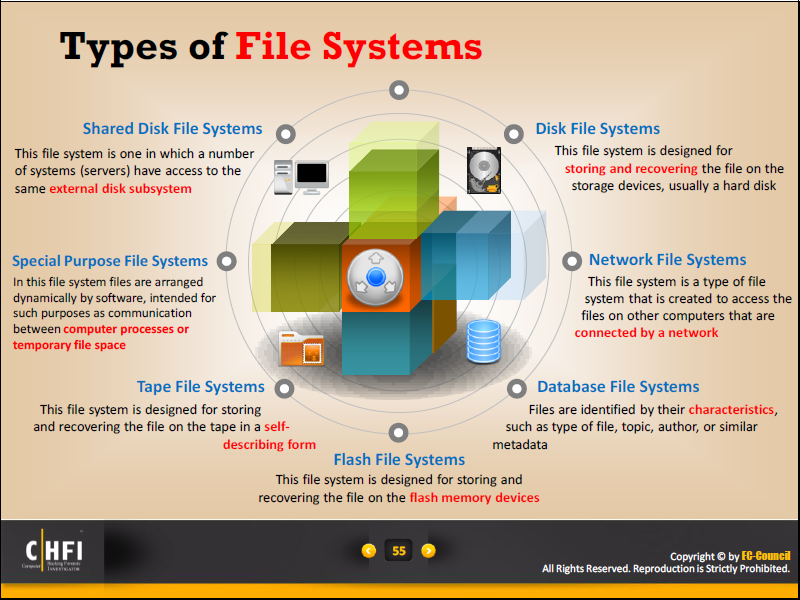 Types of File Systems
Shared Disk File Systems
This file system is one in which a number
of systems (servers) have access to the
same external disk subsystem
Disk File Systems
This file system is designed for
storing and recovering the file on the
storage devices, usually a hard disk
Special Purpose File Systems
In this file system files are arranged
dynamically by software, intended for
such purposes as communication
between computer processes or
temporary file space
Network File Systems
This file system is a type of file
system that is created to access the
files on other computers that are
connected by a network
Tape File Systems
This file system is designed for storing
and recovering the file on the tape in a self-
describing form
Database File Systems
Files are identified by their characteristics,
such as type of file, topic, author, or similar
metadata
Flash File Systems
This file system is designed for storing and
recovering the file on the flash memory devices
CHFI
Computer Hacking Forensic
INVESTIGATOR
55
Copyright © by EC-Council
All Rights Reserved. Reproduction is Strictly Prohibited.